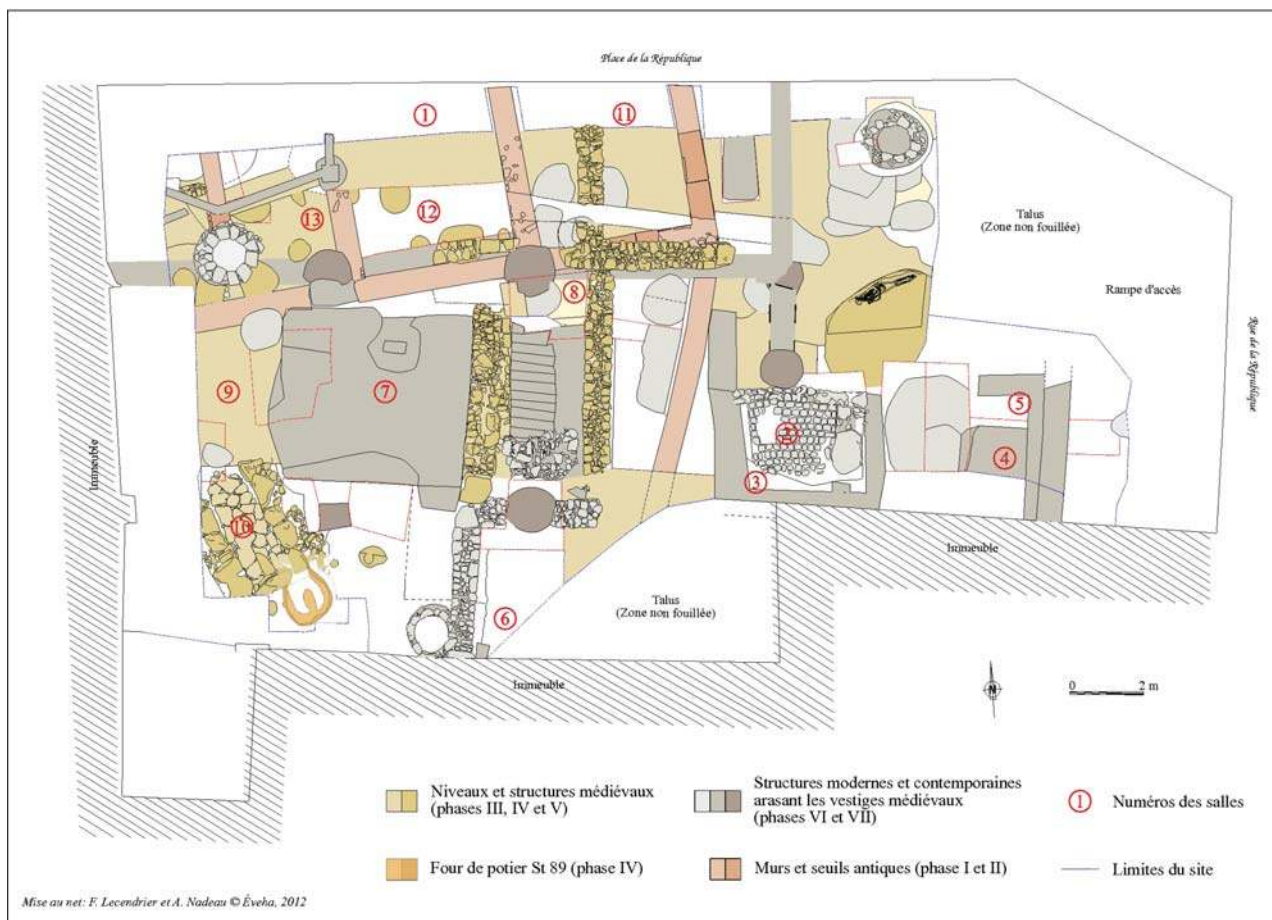 Place de la République
1
11
13
12
8
Talus
(Zone non fouillée)
Rampe d'accès
Rue de la République
9
7
5
2
4
3
10
Immeuble
Immeuble
6
Talus
(Zone non fouillée)
Immeuble
N
0 2 m
Niveaux et structures médiévaux
(phases III, IV et V)
Structures modernes et contemporaines
arasant les vestiges médiévaux
(phases VI et VII)
1 Numéros des salles
Four de potier St 89 (phase IV)
Murs et seuils antiques (phase I et II)
Limites du site
Mise au net: F. Lecendrier et A. Nadeau © Éveha, 2012